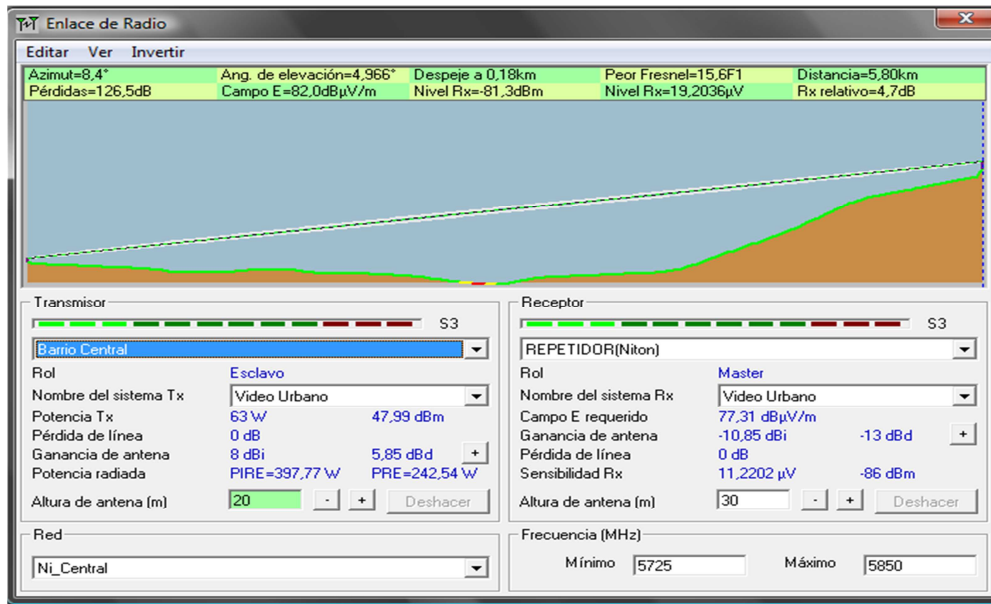 Enlace de Radio
Editar Ver Invertir
Azimut=8,4° Ang. de elevación=4,966° Despeje a 0,18km Peor Fresnel=15,6F1 Distancia=5,80km
Pérdidas=126,5dB Campo E=82,0dBµV/m Nivel Rx=-81,3dBm Nivel Rx=19,2036µV Rx relativo=4,7dB
Transmisor
S3
Barrio Central
Rol Esclavo
Nombre del sistema Tx Video Urbano
Potencia Tx 63 W 47,99 dBm
Pérdida de línea 0 dB
Ganancia de antena 8 dBi 5,85 dBd +
Potencia radiada PIRE=397,77 W PRE=242,54 W
Altura de antena (m) 20 - + Deshacer
Receptor
S3
REPETIDOR(Niton)
Rol Master
Nombre del sistema Rx Video Urbano
Campo E requerido 77,31 dBµV/m
Ganancia de antena -10,85 dBi -13 dBd +
Pérdida de línea 0 dB
Sensibilidad Rx 11,2202 µV -86 dBm
Altura de antena (m) 30 - + Deshacer
Red
Ni_Central
Frecuencia (MHz)
Mínimo 5725 Máximo 5850